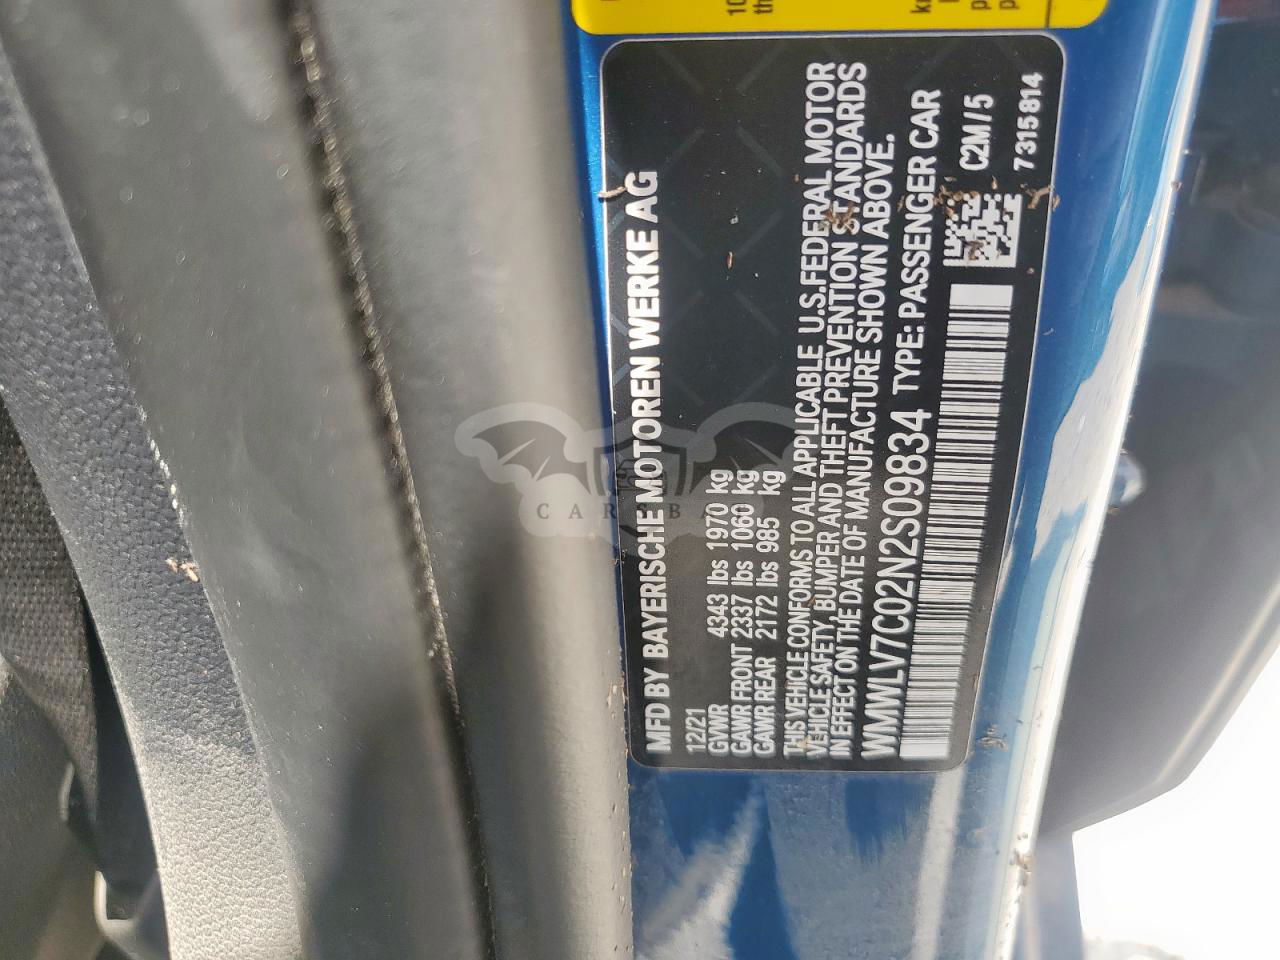 MFD BY BAYERISCHE MOTOREN WERKE AG
12/21
GVWR 4343 lbs 1970 kg
GAWR FRONT 2337 lbs 1060 kg
GAWR REAR 2172 lbs 985 kg
THIS VEHICLE CONFORMS TO ALL APPLICABLE U.S.FEDERAL MOTOR
VEHICLE SAFETY, BUMPER AND THEFT PREVENTION STANDARDS
IN EFFECT ON THE DATE OF MANUFACTURE SHOWN ABOVE.
WMWLV7C02N2S09834 TYPE: PASSENGER CAR
C2M/5
7315814